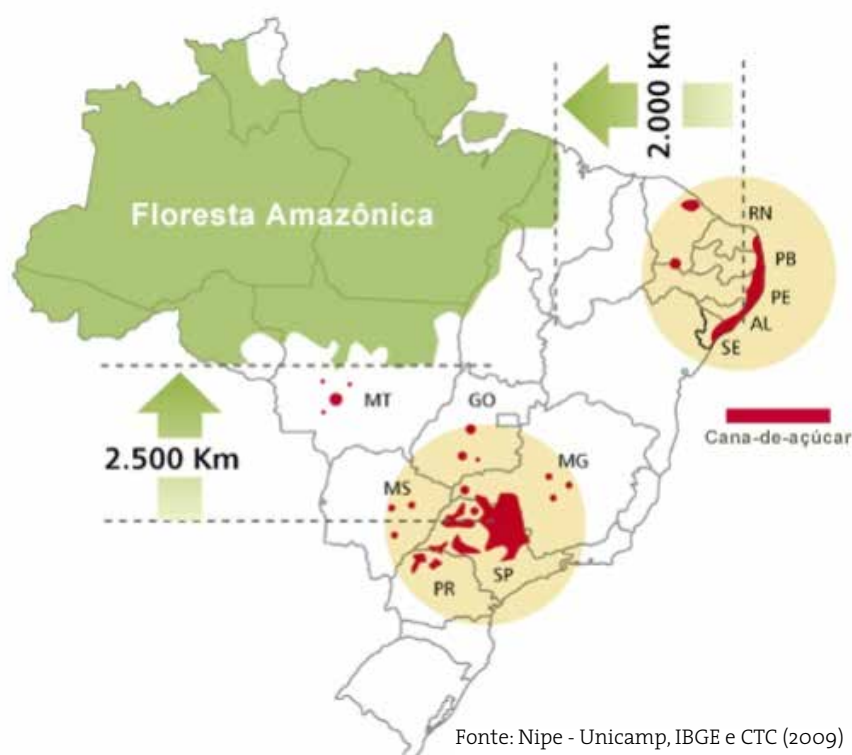 2.000 Km
Floresta Amazônica
RN
PB
PE
AL
SE
Cana-de-açúcar
MT
GO
2.500 Km
MG
MS
SP
PR
Fonte: Nipe - Unicamp, IBGE e CTC (2009)